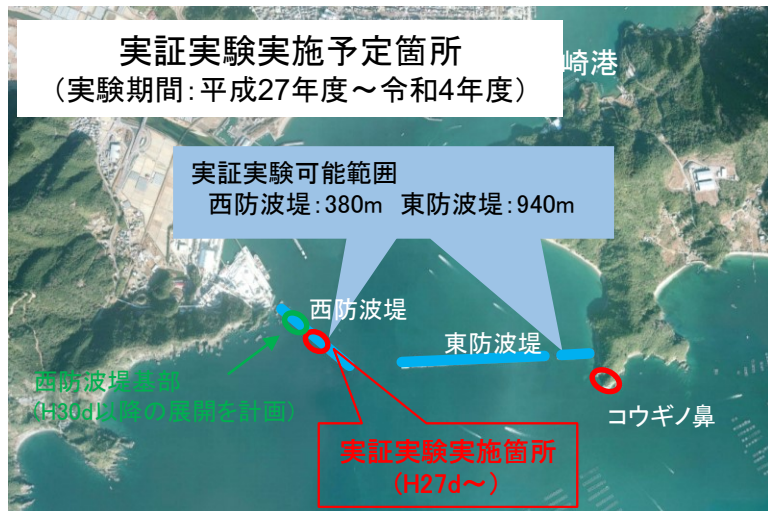 実証実験実施予定箇所
（実験期間：平成27年度～令和4年度）
崎港
実証実験可能範囲
西防波堤：380m 東防波堤：940m
西防波堤
東防波堤
西防波堤基部
（H30d以降の展開を計画）
コウギノ鼻
実証実験実施箇所
（H27d～）